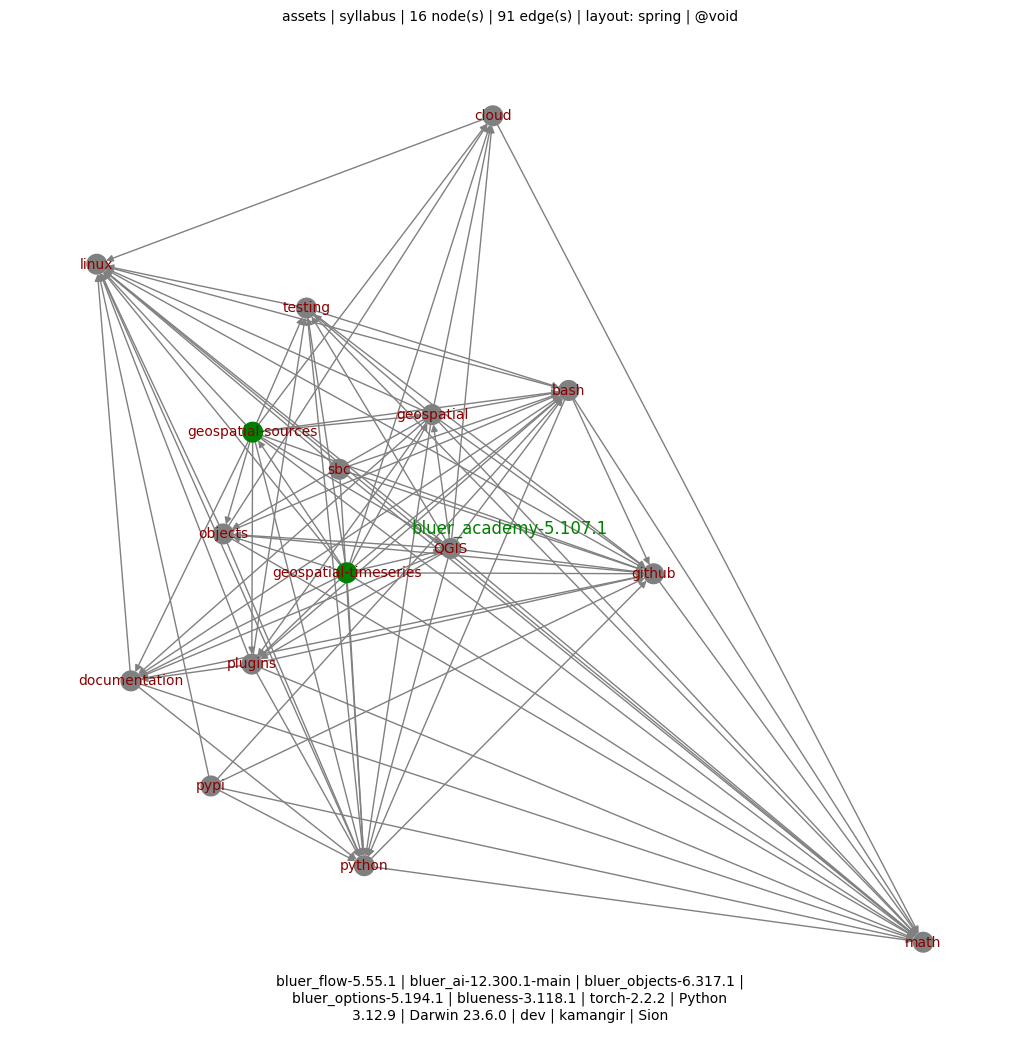 assets | syllabus | 16 node(s) | 91 edge(s) | layout: spring | @void
cloud
linux
testing
bash
geospatial
geospatial-sources
sbc
bluer_academy-5.107.1
objects
QGIS
geospatial-timeseries
github
plugins
documentation
pypi
python
math
bluer_flow-5.55.1 | bluer_ai-12.300.1-main | bluer_objects-6.317.1 |
bluer_options-5.194.1 | blueness-3.118.1 | torch-2.2.2 | Python
3.12.9 | Darwin 23.6.0 | dev | kamangir | Sion